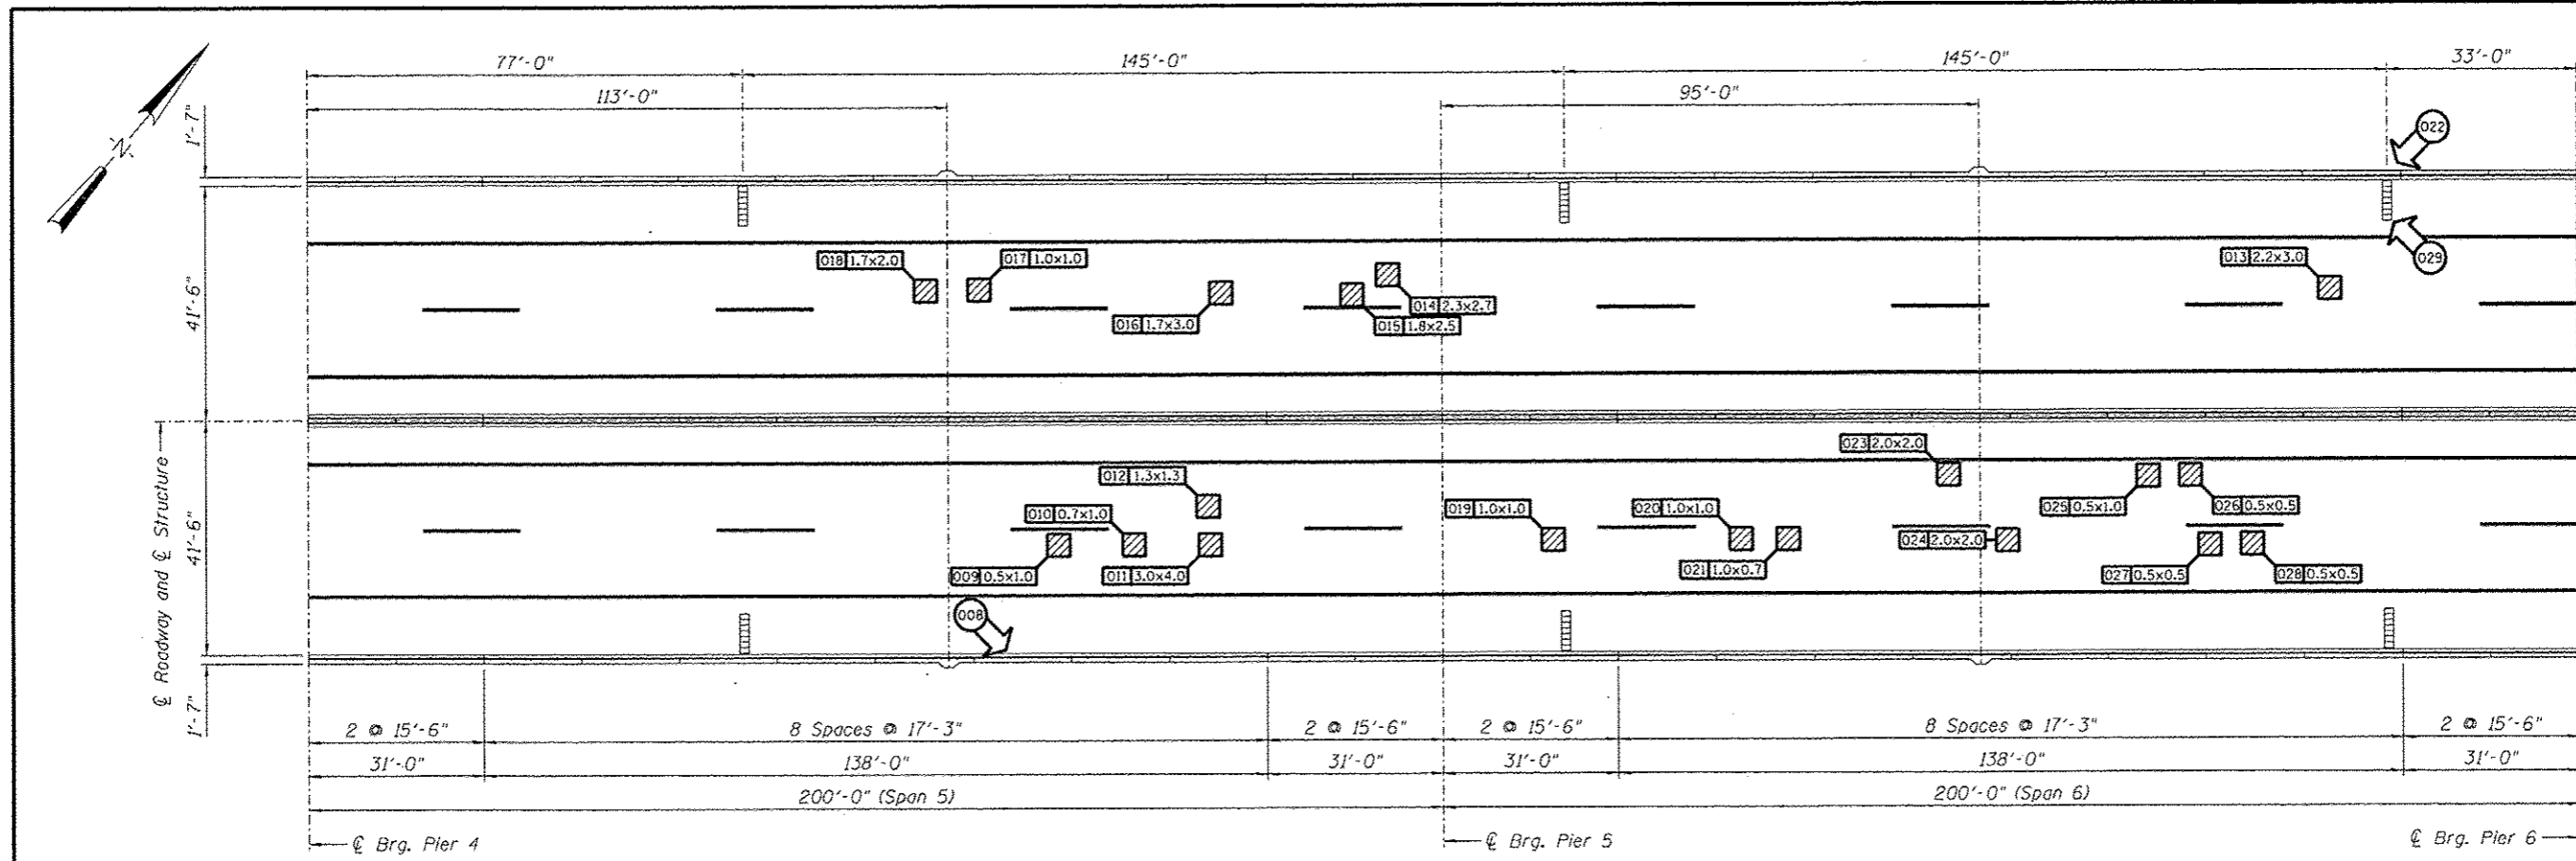 77'-0" 145'-0" 145'-0" 33'-0"
113'-0" 95'-0"
N
1'-7"
022
41'-6"
018 1.7x2.0
017 1.0x1.0
013 2.2x3.0
029
016 1.7x3.0
014 2.3x2.7
015 1.8x2.5
℄ Roadway and ℄ Structure
41'-6"
023 2.0x2.0
012 1.3x1.3
010 0.7x1.0
019 1.0x1.0
020 1.0x1.0
025 0.5x1.0
026 0.5x0.5
024 2.0x2.0
009 0.5x1.0
011 3.0x4.0
021 1.0x0.7
027 0.5x0.5
028 0.5x0.5
008
1'-7"
2 @ 15'-6" 8 Spaces @ 17'-3" 2 @ 15'-6" 2 @ 15'-6" 8 Spaces @ 17'-3" 2 @ 15'-6"
31'-0" 138'-0" 31'-0" 31'-0" 138'-0" 31'-0"
200'-0" (Span 5) 200'-0" (Span 6)
℄ Brg. Pier 4 ℄ Brg. Pier 5 ℄ Brg. Pier 6